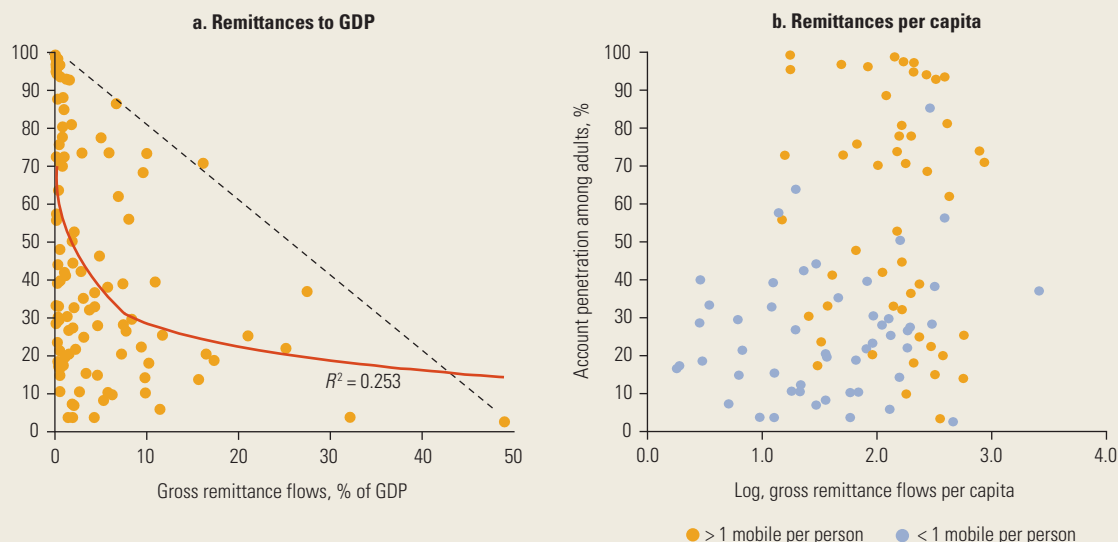 a. Remittances to GDP
100
90
80
70
60
50
40
30
20
10
0
0 10 20 30 40 50
R² = 0.253
Gross remittance flows, % of GDP
b. Remittances per capita
Account penetration among adults, %
100
90
80
70
60
50
40
30
20
10
0
0.0 1.0 2.0 3.0 4.0
Log, gross remittance flows per capita
> 1 mobile per person < 1 mobile per person